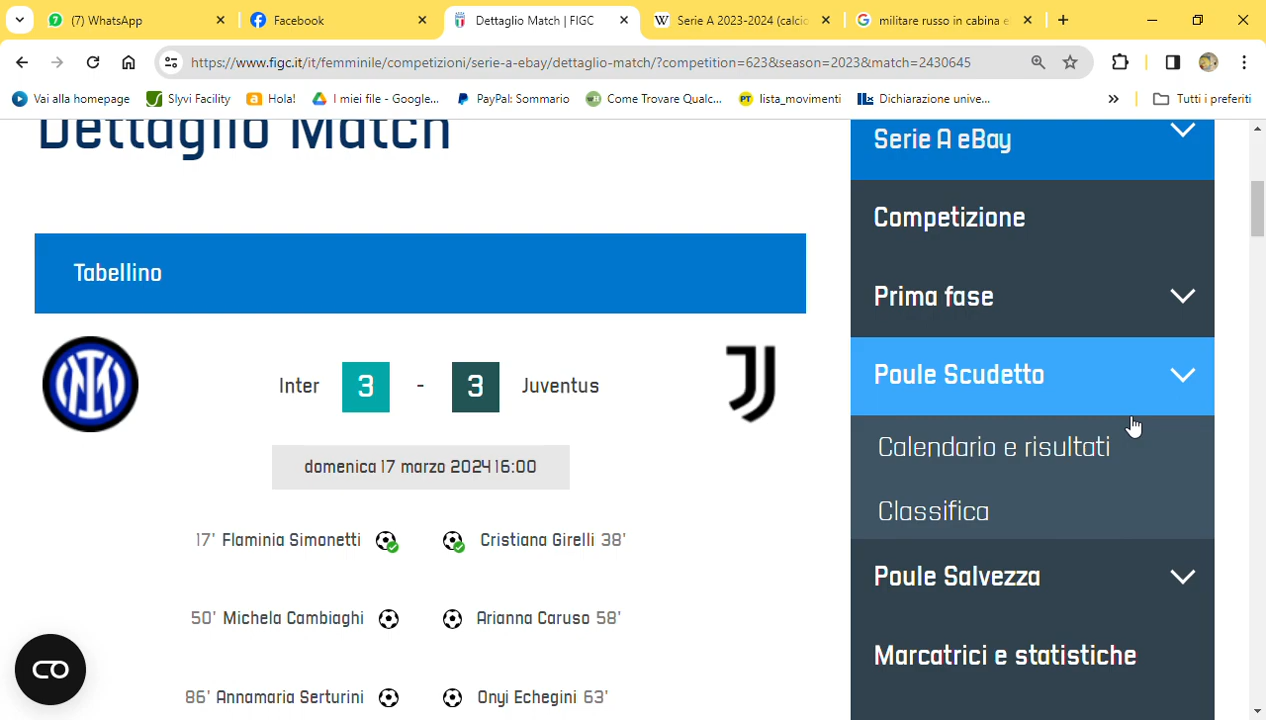 (7) WhatsApp
Facebook
Dettaglio Match | FIGC
Serie A 2023-2024 (calcio
militare russo in cabina e
https://www.figc.it/it/femminile/competizioni/serie-a-ebay/dettaglio-match/?competition=623&season=2023&match=2430645
Vai alla homepage
Slyvi Facility
Hola!
I miei file - Google...
PayPal: Sommario
Come Trovare Qualc...
lista_movimenti
Dichiarazione unive...
»
Tutti i preferiti
Dettaglio Match
Tabellino
Inter 3 - 3 Juventus
domenica 17 marzo 2024 16:00
17' Flaminia Simonetti
Cristiana Girelli 38'
50' Michela Cambiaghi
Arianna Caruso 58'
86' Annamaria Serturini
Onyi Echegini 63'
Serie A eBay
Competizione
Prima fase
Poule Scudetto
Calendario e risultati
Classifica
Poule Salvezza
Marcatrici e statistiche